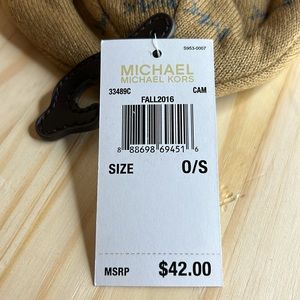 S953-0007
MICHAEL
MICHAEL KORS
33489C CAM
FALL2016
8 88698 69451 6
SIZE O/S
MSRP $42.00